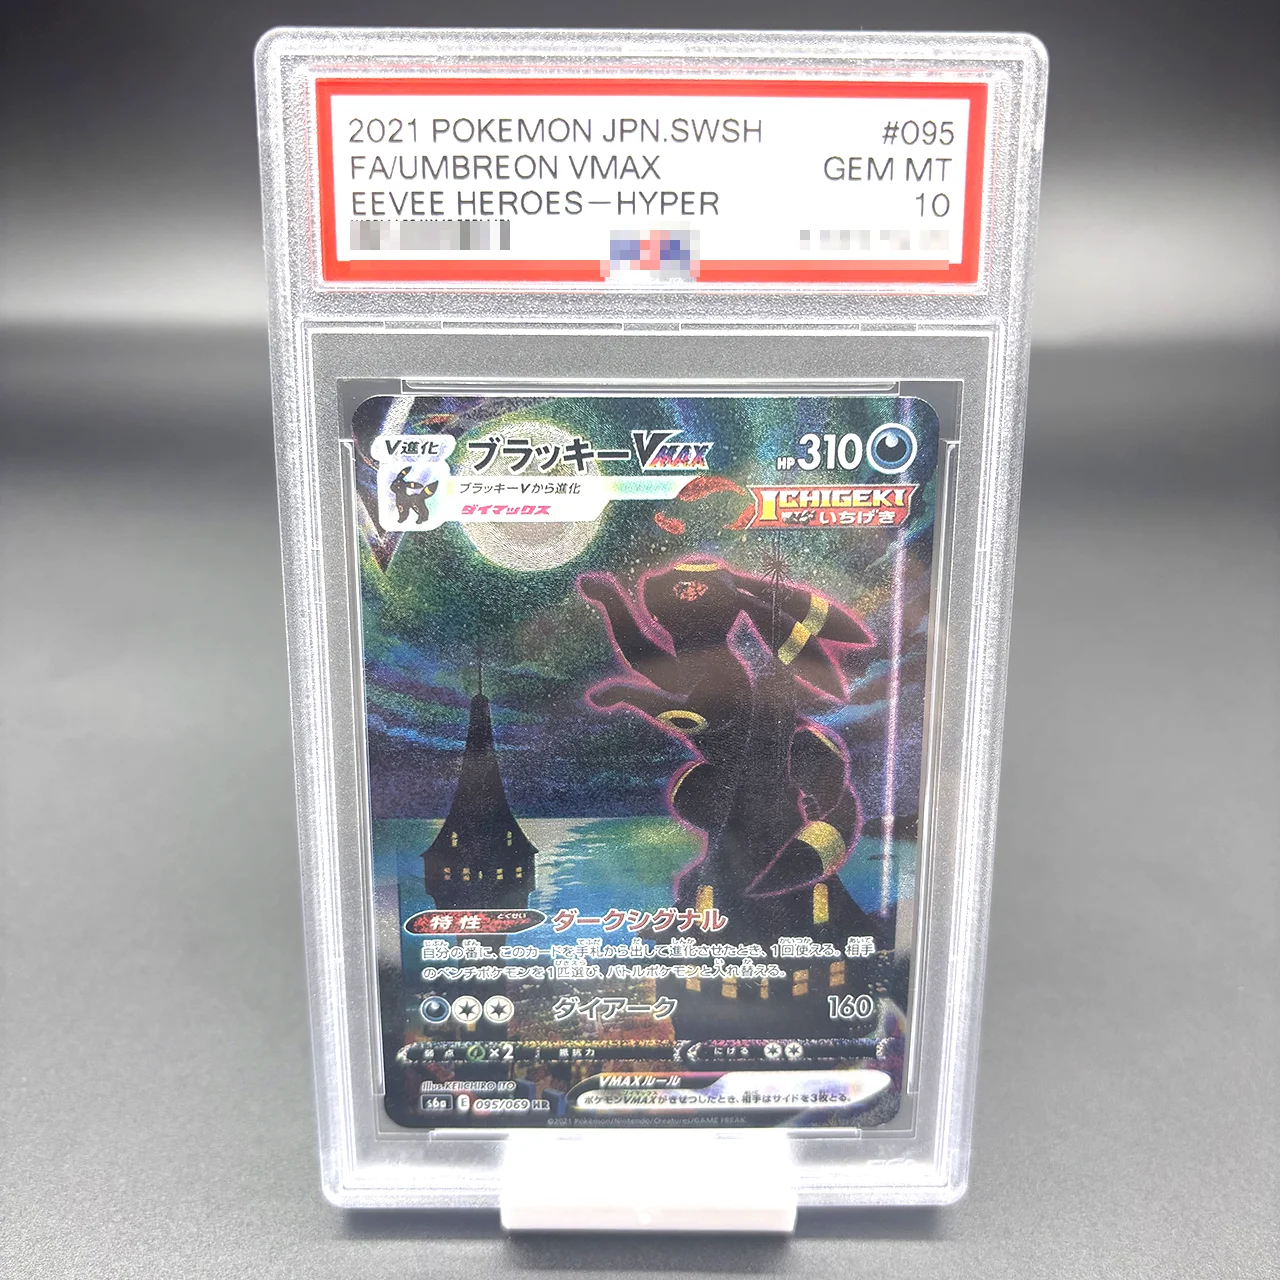 2021 POKEMON JPN.SWSH #095
FA/UMBREON VMAX GEM MT
EEVEE HEROES-HYPER 10
V進化 ブラッキーVMAX HP310
ブラッキーVから進化
ダイマックス
ICHIGEKI
いちげき
特性 とくせい ダークシグナル
自分の番に、このカードを手札から出して進化させたとき、1回使える。相手
のベンチポケモンを1匹選び、バトルポケモンと入れ替える。
ダイアーク 160
弱点 ×2 抵抗力 にげる
Illus. KEIICHIRO ITO
VMAXルール
ポケモンVMAXがきぜつしたとき、相手はサイドを3枚とる。
s6a E 095/069 HR
©2021 Pokémon/Nintendo/Creatures/GAME FREAK.